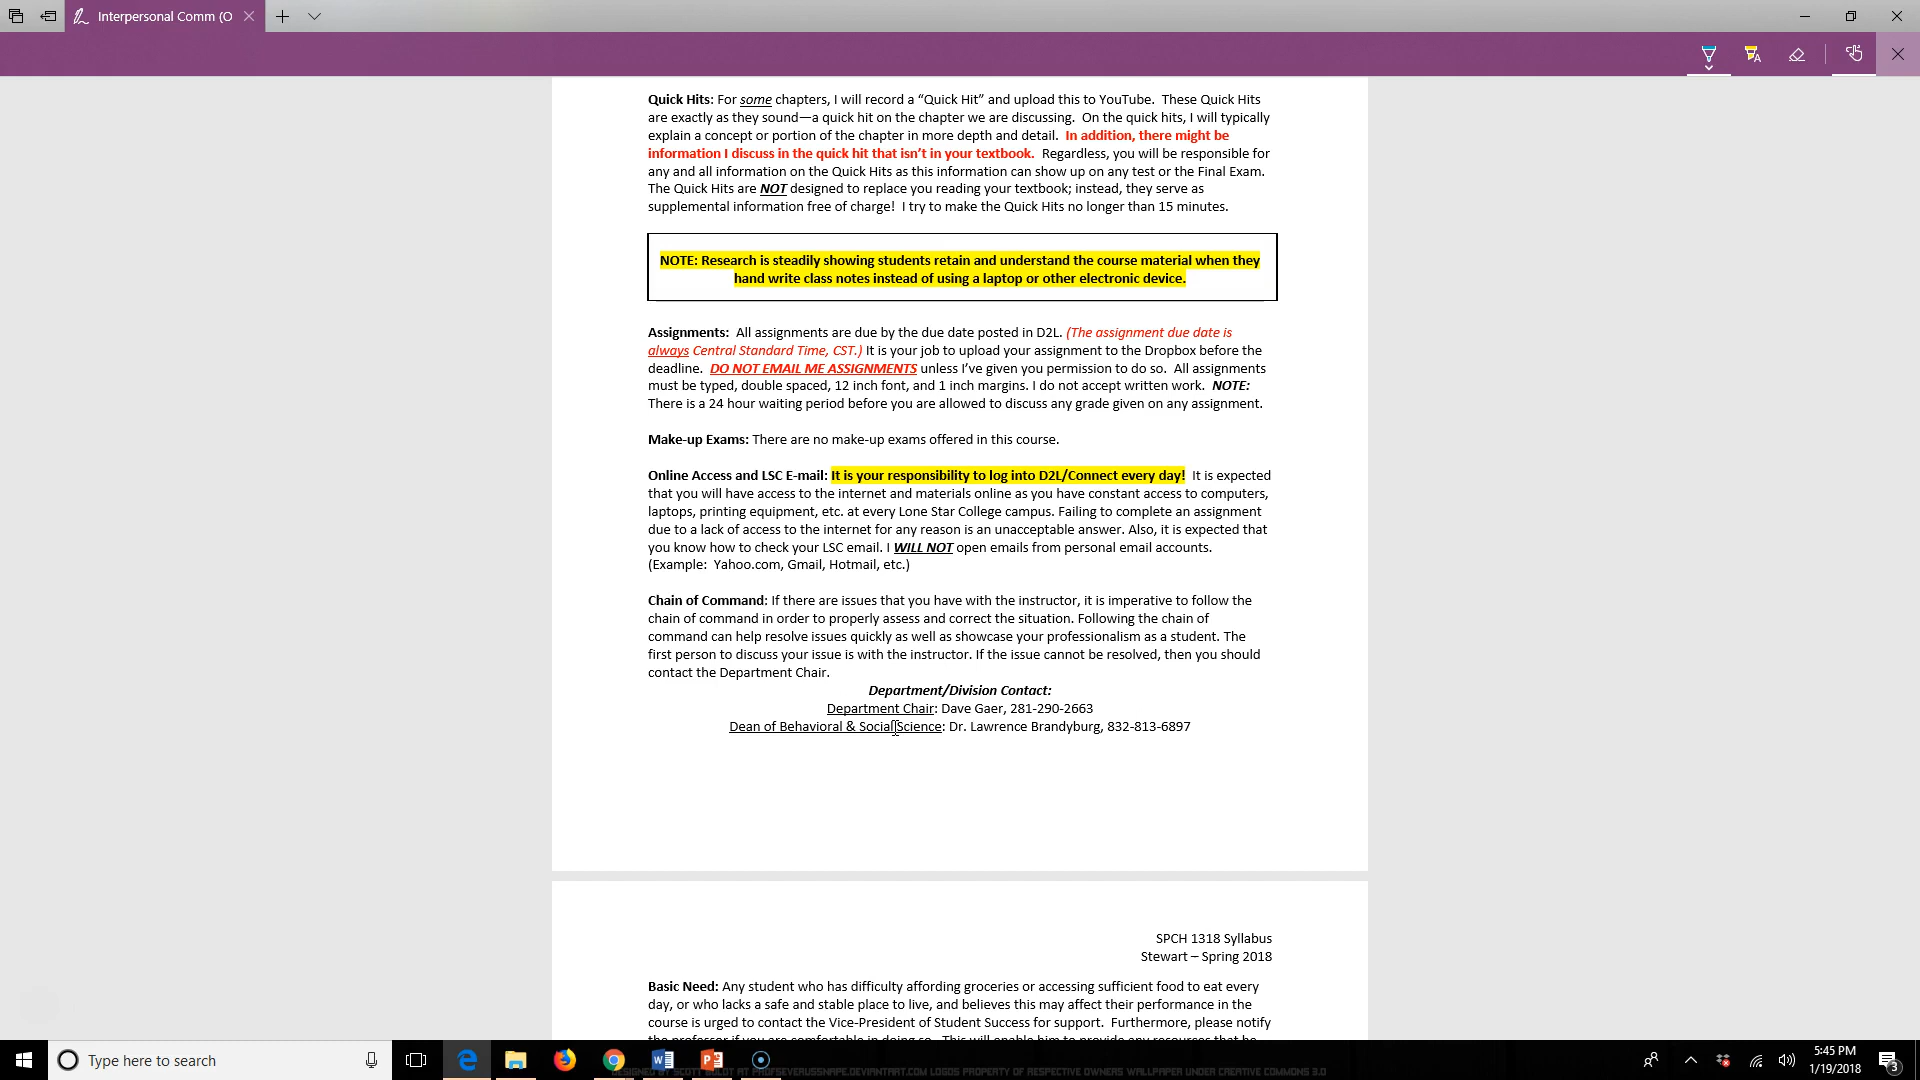 Interpersonal Comm (O
Quick Hits: For some chapters, I will record a “Quick Hit” and upload this to YouTube.  These Quick Hits
are exactly as they sound—a quick hit on the chapter we are discussing.  On the quick hits, I will typically
explain a concept or portion of the chapter in more depth and detail.  In addition, there might be
information I discuss in the quick hit that isn’t in your textbook.  Regardless, you will be responsible for
any and all information on the Quick Hits as this information can show up on any test or the Final Exam.
The Quick Hits are NOT designed to replace you reading your textbook; instead, they serve as
supplemental information free of charge!  I try to make the Quick Hits no longer than 15 minutes.
NOTE: Research is steadily showing students retain and understand the course material when they
hand write class notes instead of using a laptop or other electronic device.
Assignments:  All assignments are due by the due date posted in D2L. (The assignment due date is
always Central Standard Time, CST.) It is your job to upload your assignment to the Dropbox before the
deadline.  DO NOT EMAIL ME ASSIGNMENTS unless I’ve given you permission to do so.  All assignments
must be typed, double spaced, 12 inch font, and 1 inch margins. I do not accept written work.  NOTE:
There is a 24 hour waiting period before you are allowed to discuss any grade given on any assignment.
Make-up Exams: There are no make-up exams offered in this course.
Online Access and LSC E-mail: It is your responsibility to log into D2L/Connect every day!  It is expected
that you will have access to the internet and materials online as you have constant access to computers,
laptops, printing equipment, etc. at every Lone Star College campus. Failing to complete an assignment
due to a lack of access to the internet for any reason is an unacceptable answer. Also, it is expected that
you know how to check your LSC email. I WILL NOT open emails from personal email accounts.
(Example:  Yahoo.com, Gmail, Hotmail, etc.)
Chain of Command: If there are issues that you have with the instructor, it is imperative to follow the
chain of command in order to properly assess and correct the situation. Following the chain of
command can help resolve issues quickly as well as showcase your professionalism as a student. The
first person to discuss your issue is with the instructor. If the issue cannot be resolved, then you should
contact the Department Chair.
Department/Division Contact:
Department Chair: Dave Gaer, 281-290-2663
Dean of Behavioral & Social Science: Dr. Lawrence Brandyburg, 832-813-6897
SPCH 1318 Syllabus
Stewart – Spring 2018
Basic Need: Any student who has difficulty affording groceries or accessing sufficient food to eat every
day, or who lacks a safe and stable place to live, and believes this may affect their performance in the
course is urged to contact the Vice-President of Student Success for support.  Furthermore, please notify
Type here to search
5:45 PM
1/19/2018
3
DESIGNED BY SCOTT BOLDT AT PROFSEVERUSSNAPE.DEVIANTART.COM LOGOS PROPERTY OF RESPECTIVE OWNERS WALLPAPER UNDER CREATIVE COMMONS 3.0